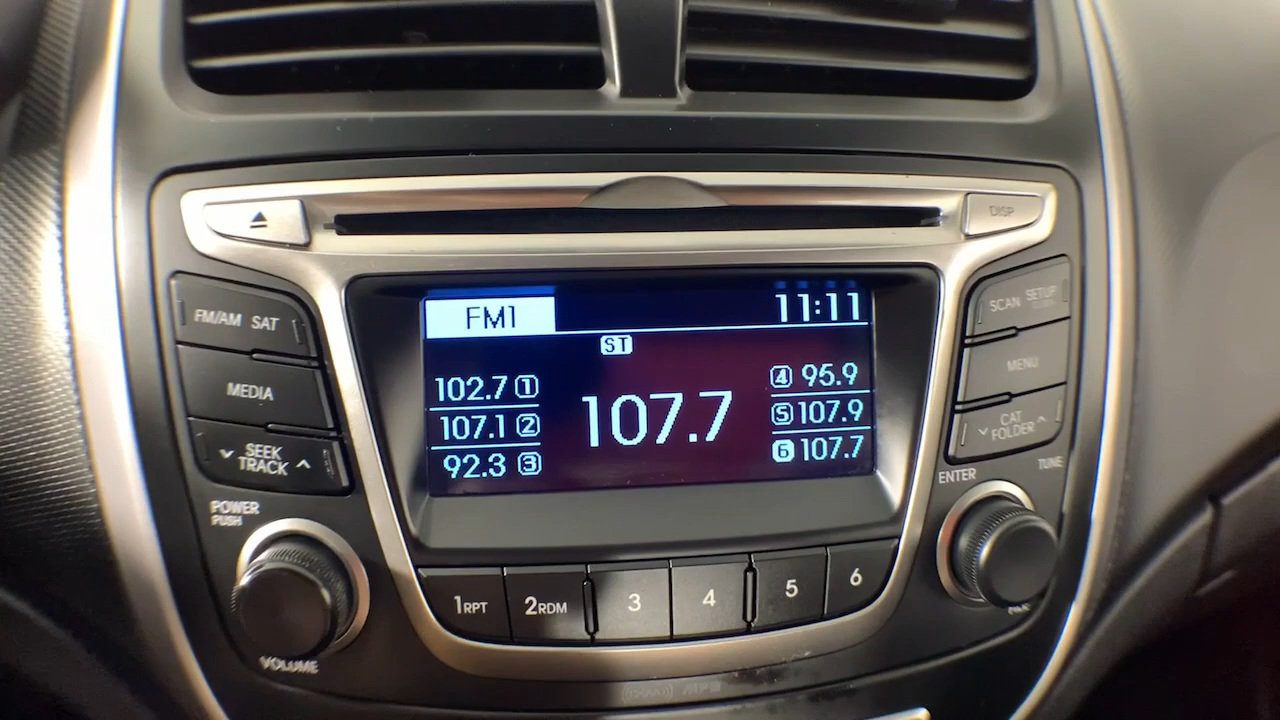 DISP
FM/AM SAT
SCAN SETUP
MEDIA
MENU
SEEK
TRACK
CAT
FOLDER
FM1
11:11
ST
102.7 1
107.1 2
92.3 3
107.7
4 95.9
5 107.9
6 107.7
POWER
PUSH
ENTER
TUNE
1RPT
2RDM
3
4
5
6
VOLUME